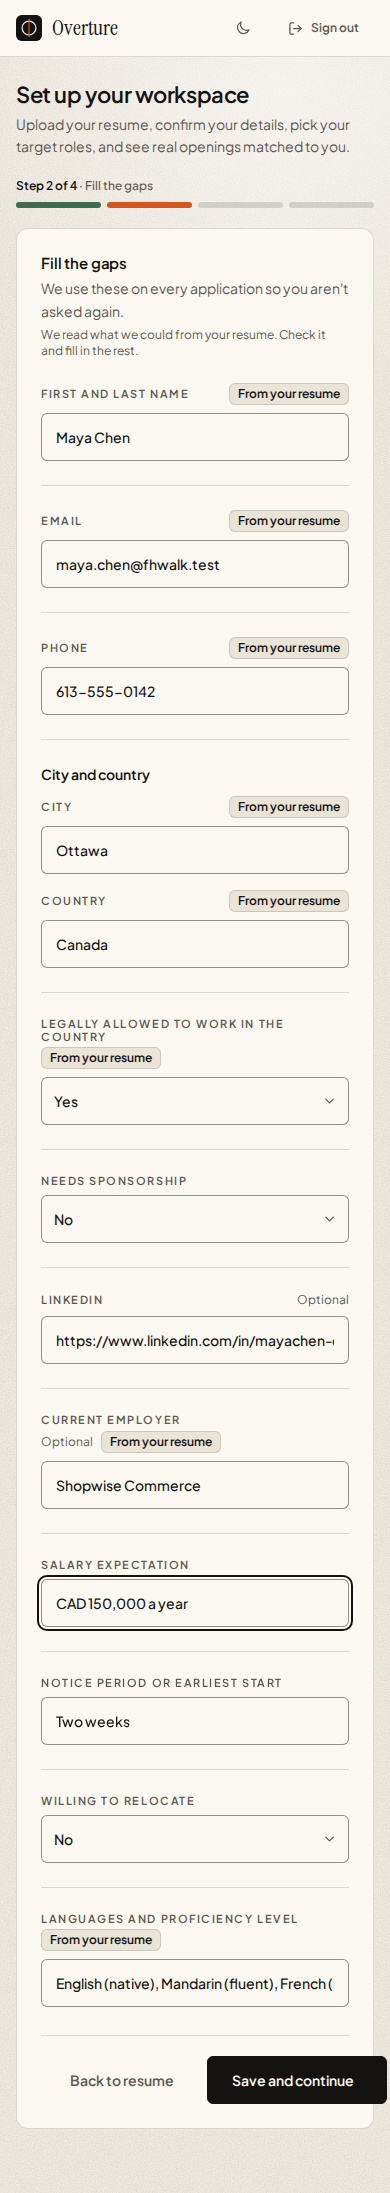 Overture
Sign out
Set up your workspace
Upload your resume, confirm your details, pick your
target roles, and see real openings matched to you.
Step 2 of 4 · Fill the gaps
Fill the gaps
We use these on every application so you aren't
asked again.
We read what we could from your resume. Check it
and fill in the rest.
FIRST AND LAST NAME
From your resume
Maya Chen
EMAIL
From your resume
maya.chen@fhwalk.test
PHONE
From your resume
613-555-0142
City and country
CITY
From your resume
Ottawa
COUNTRY
From your resume
Canada
LEGALLY ALLOWED TO WORK IN THE
COUNTRY
From your resume
Yes
NEEDS SPONSORSHIP
No
LINKEDIN
Optional
https://www.linkedin.com/in/mayachen-
CURRENT EMPLOYER
Optional
From your resume
Shopwise Commerce
SALARY EXPECTATION
CAD 150,000 a year
NOTICE PERIOD OR EARLIEST START
Two weeks
WILLING TO RELOCATE
No
LANGUAGES AND PROFICIENCY LEVEL
From your resume
English (native), Mandarin (fluent), French (
Back to resume
Save and continue